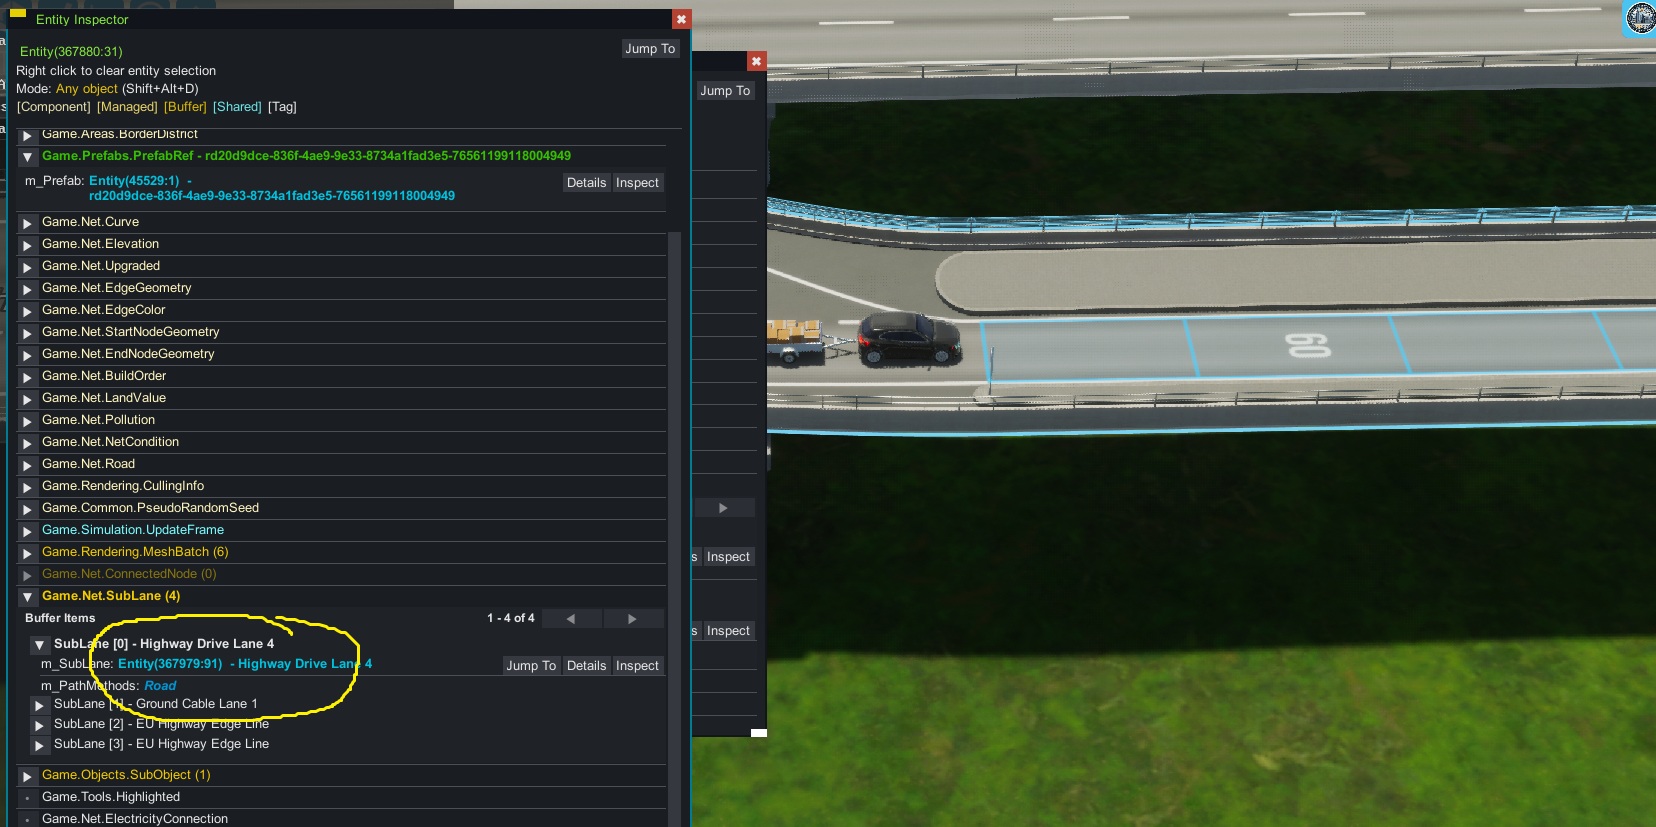 Entity Inspector
Entity(367880:31)
Jump To
Right click to clear entity selection
Mode: Any object (Shift+Alt+D)
[Component] [Managed] [Buffer] [Shared] [Tag]
Game.Areas.BorderDistrict
Game.Prefabs.PrefabRef - rd20d9dce-836f-4ae9-9e33-8734a1fad3e5-76561199118004949
m_Prefab: Entity(45529:1) -
rd20d9dce-836f-4ae9-9e33-8734a1fad3e5-76561199118004949
Details Inspect
Game.Net.Curve
Game.Net.Elevation
Game.Net.Upgraded
Game.Net.EdgeGeometry
Game.Net.EdgeColor
Game.Net.StartNodeGeometry
Game.Net.EndNodeGeometry
Game.Net.BuildOrder
Game.Net.LandValue
Game.Net.Pollution
Game.Net.NetCondition
Game.Net.Road
Game.Rendering.CullingInfo
Game.Common.PseudoRandomSeed
Game.Simulation.UpdateFrame
Game.Rendering.MeshBatch (6)
Game.Net.ConnectedNode (0)
Game.Net.SubLane (4)
Buffer Items 1 - 4 of 4
SubLane [0] - Highway Drive Lane 4
m_SubLane: Entity(367979:91) - Highway Drive Lane 4
Jump To Details Inspect
m_PathMethods: Road
SubLane [1] - Ground Cable Lane 1
SubLane [2] - EU Highway Edge Line
SubLane [3] - EU Highway Edge Line
Game.Objects.SubObject (1)
Game.Tools.Highlighted
Game.Net.ElectricityConnection
Jump To
s Inspect
s Inspect
60